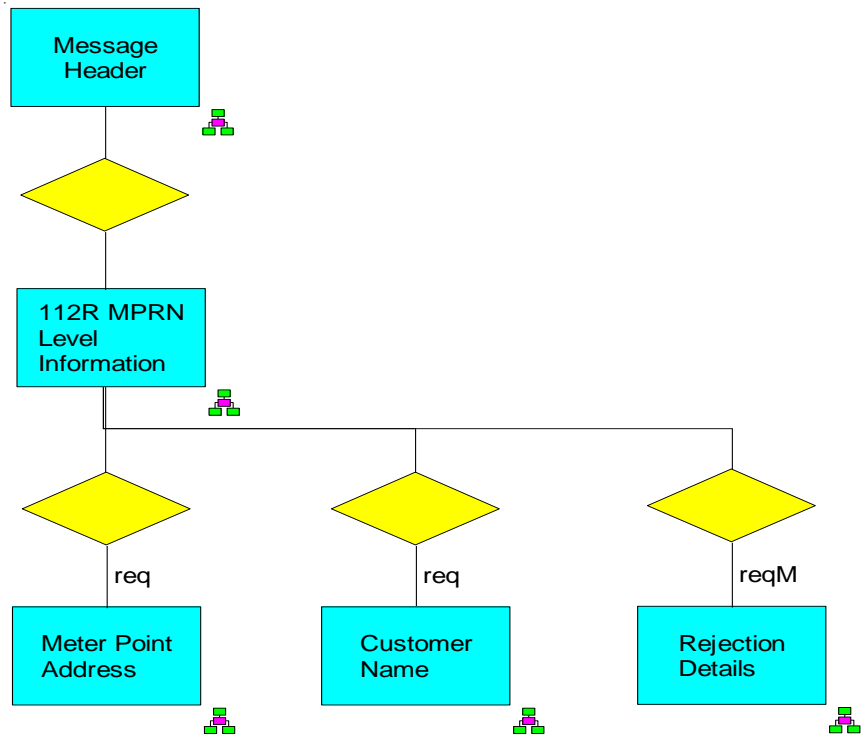 Message
Header
112R MPRN
Level
Information
req
req
reqM
Meter Point
Address
Customer
Name
Rejection
Details